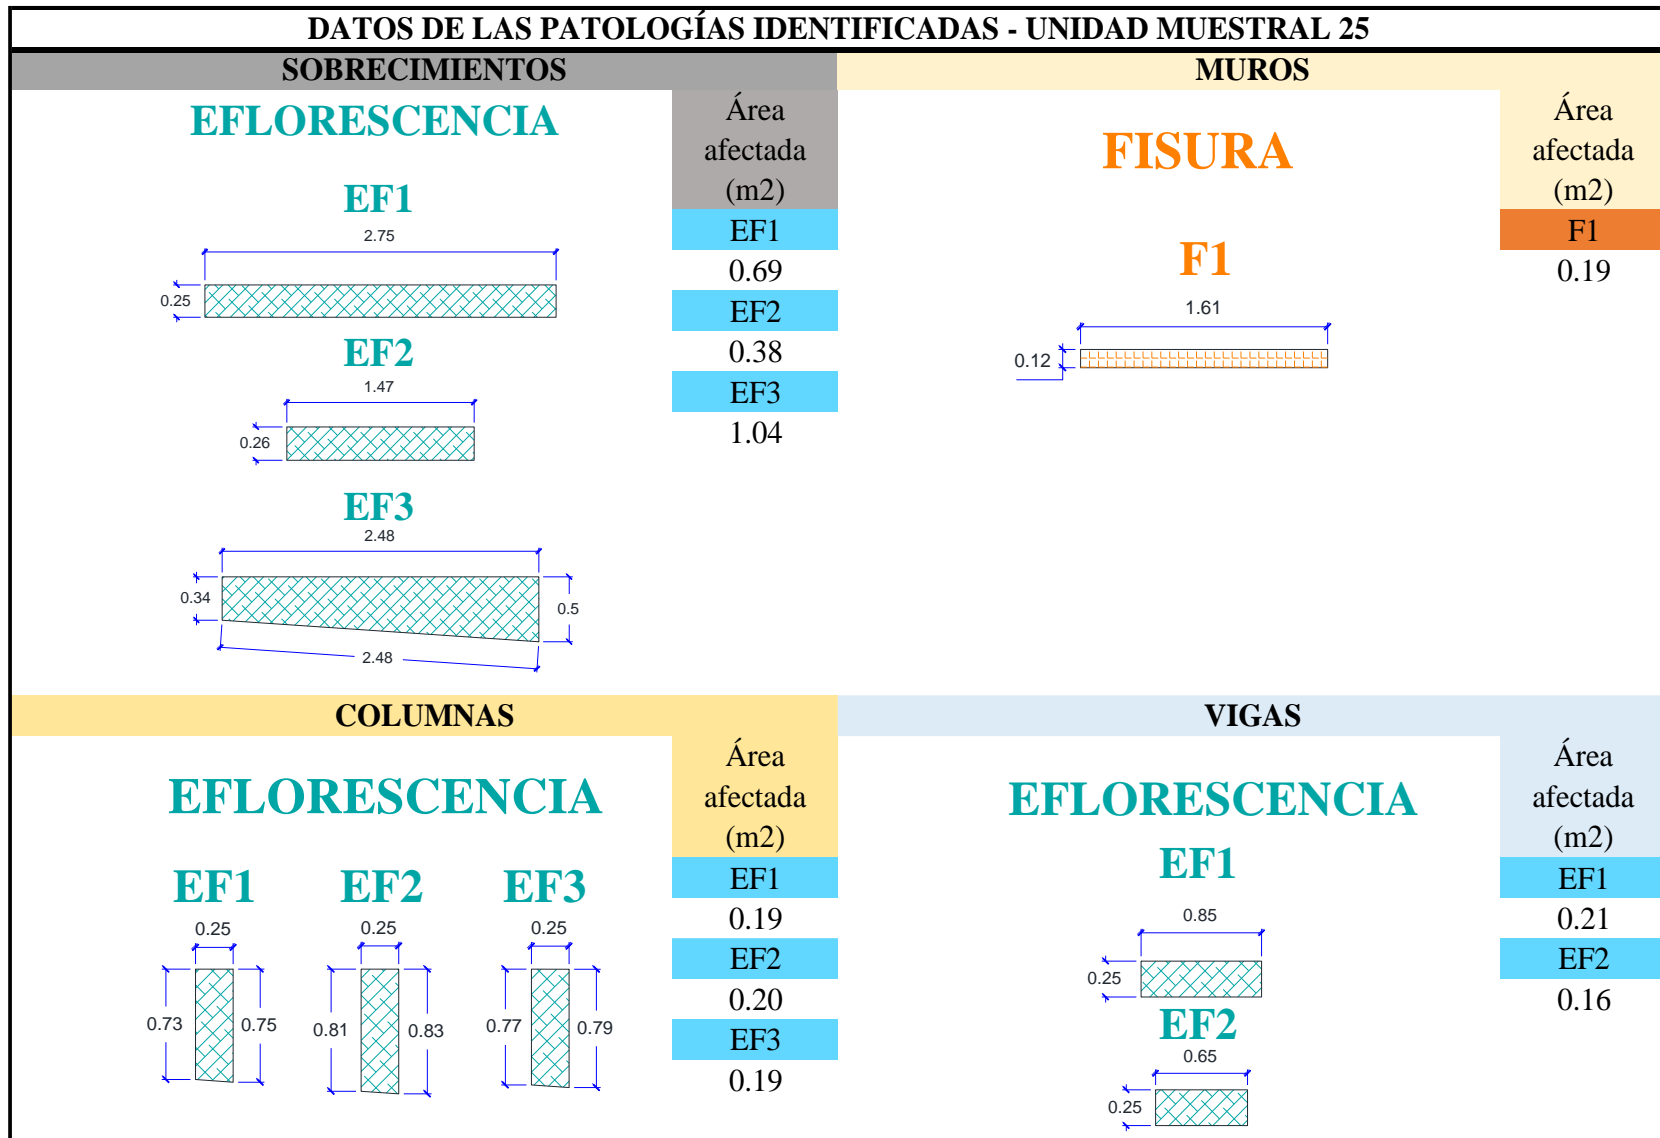 DATOS DE LAS PATOLOGÍAS IDENTIFICADAS - UNIDAD MUESTRAL 25
SOBRECIMIENTOS
EFLORESCENCIA
Área
afectada
(m2)
EF1
2.75
0.25
EF1
0.69
EF2
1.47
0.26
EF2
0.38
EF3
2.48
0.34
0.5
2.48
EF3
1.04
MUROS
FISURA
Área
afectada
(m2)
F1
1.61
0.12
F1
0.19
COLUMNAS
EFLORESCENCIA
Área
afectada
(m2)
EF1
0.25
0.73
0.75
EF2
0.25
0.81
0.83
EF3
0.25
0.77
0.79
EF1
0.19
EF2
0.20
EF3
0.19
VIGAS
EFLORESCENCIA
Área
afectada
(m2)
EF1
0.85
0.25
EF2
0.65
0.25
EF1
0.21
EF2
0.16